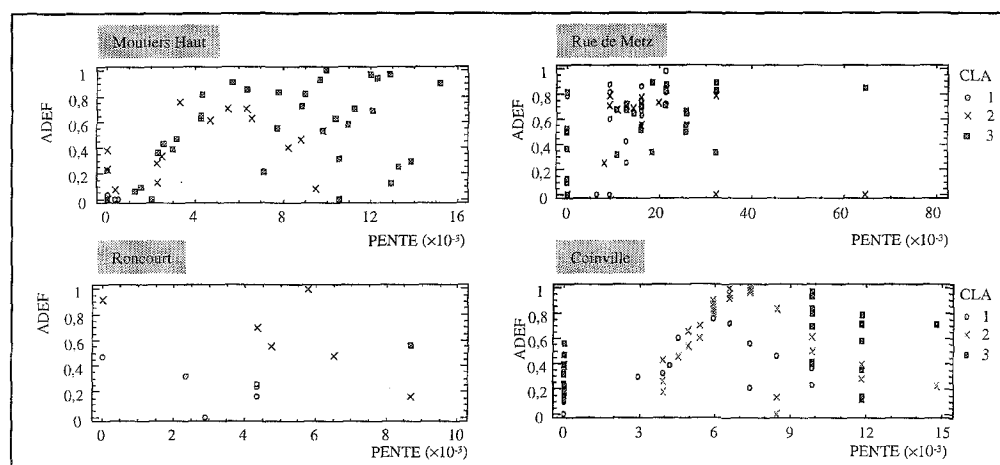 Moutiers Haut
ADEF
1
0,8
0,6
0,4
0,2
0
0 4 8 12 16
PENTE (×10-³)
Rue de Metz
ADEF
1
0,8
0,6
0,4
0,2
0
0 20 40 60 80
PENTE (×10-³)
CLA
1
2
3
Roncourt
ADEF
1
0,8
0,6
0,4
0,2
0
0 2 4 6 8 10
PENTE (×10-³)
Coinville
ADEF
1
0,8
0,6
0,4
0,2
0
0 3 6 9 12 15
PENTE (×10-³)
CLA
1
2
3